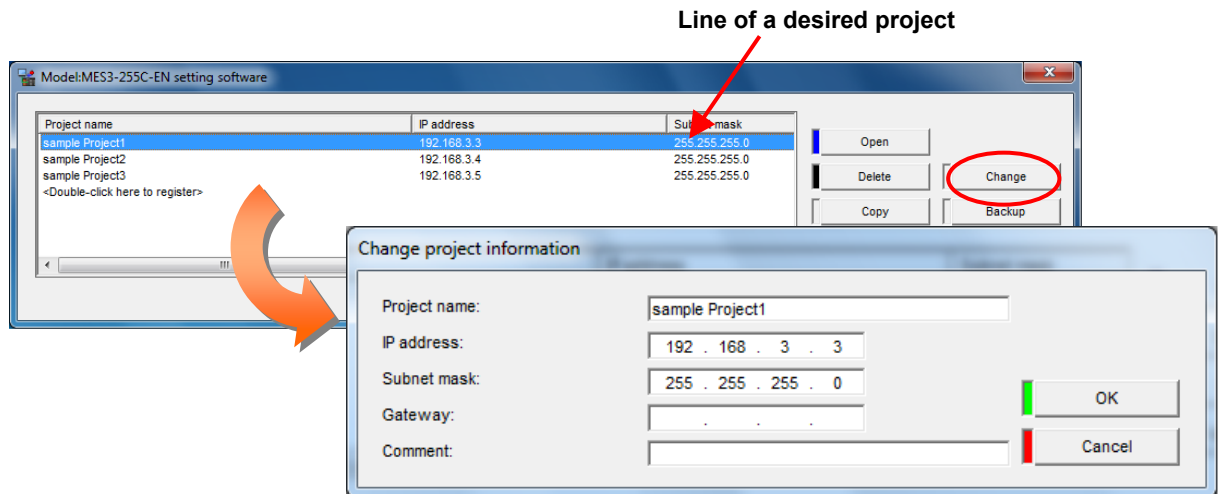 Line of a desired project
Model:MES3-255C-EN setting software
Project name IP address mask
sample Project1 192.168.3.3 255.255.255.0
sample Project2 192.168.3.4 255.255.255.0
sample Project3 192.168.3.5 255.255.255.0
<Double-click here to register>
Open
Delete Change
Copy Backup
Change project information
Project name: sample Project1
IP address: 192 . 168 . 3 . 3
Subnet mask: 255 . 255 . 255 . 0
Gateway: . . .
Comment:
OK
Cancel